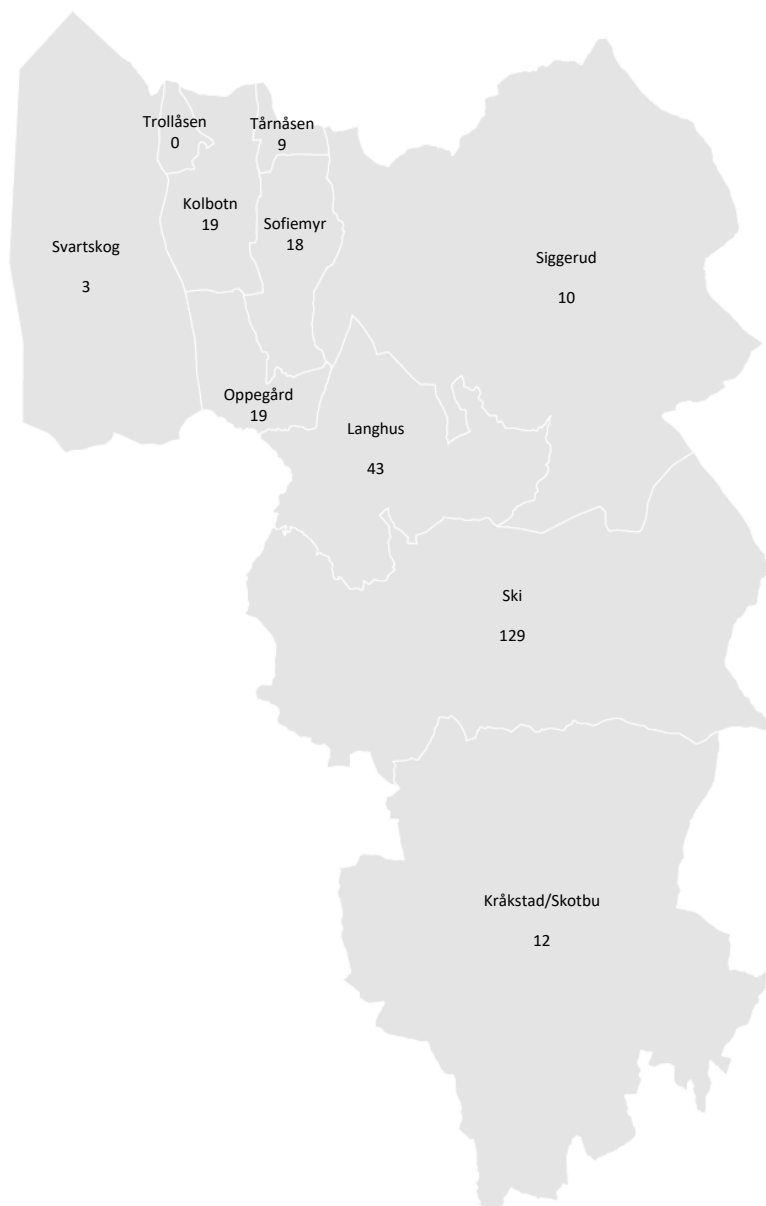 Trollåsen
0
Tårnåsen
9
Kolbotn
19
Sofiemyr
18
Svartskog
3
Siggerud
10
Oppegård
19
Langhus
43
Ski
129
Kråkstad/Skotbu
12